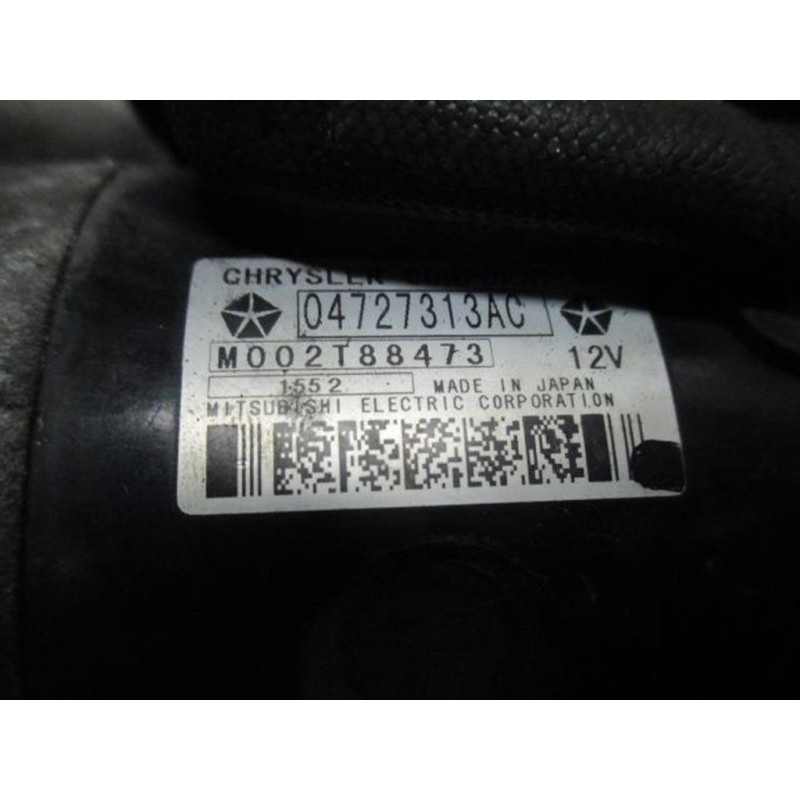 CHRYSLER
04727313AC
M002T88473 12V
1552 MADE IN JAPAN
MITSUBISHI ELECTRIC CORPORATION